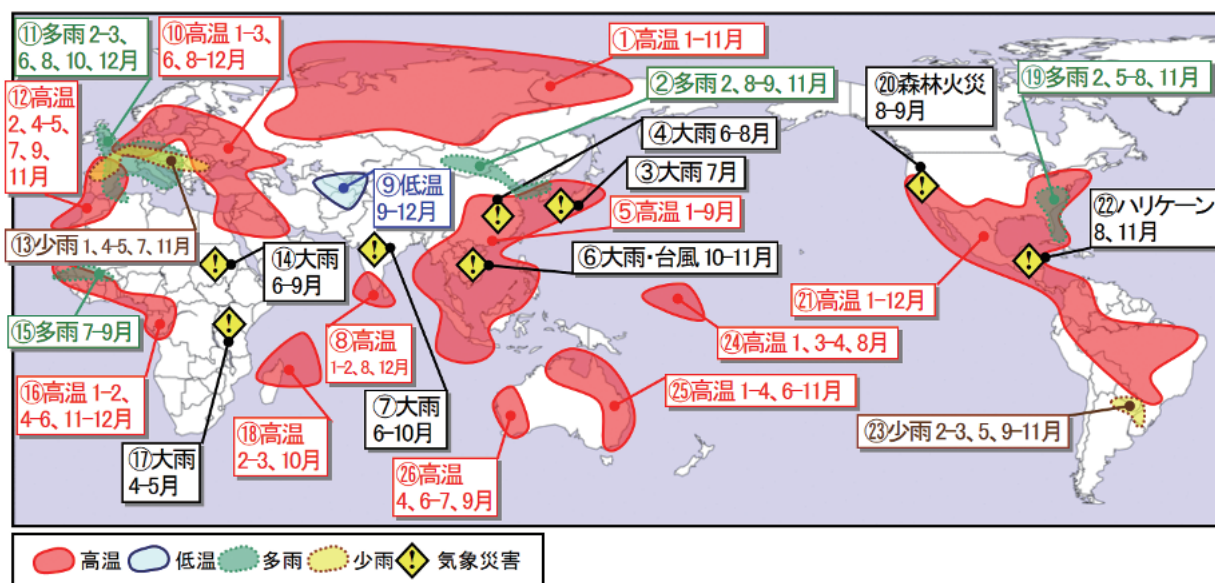 ⑪多雨 2–3、
6、8、10、12月
⑩高温 1–3、
6、8–12月
①高温 1–11月
②多雨 2、8–9、11月
⑳森林火災
8–9月
⑲多雨 2、5–8、11月
⑫高温
2、4–5、
7、9、
11月
④大雨 6–8月
③大雨 7月
⑨低温
9–12月
⑤高温 1–9月
㉒ハリケーン
8、11月
⑬少雨 1、4–5、7、11月
⑭大雨
6–9月
⑥大雨・台風 10–11月
㉑高温 1–12月
⑮多雨 7–9月
⑧高温
1–2、8、12月
㉔高温 1、3–4、8月
⑯高温 1–2、
4–6、11–12月
⑦大雨
6–10月
㉕高温 1–4、6–11月
⑱高温
2–3、10月
㉓少雨 2–3、5、9–11月
⑰大雨
4–5月
㉖高温
4、6–7、9月
高温 低温 多雨 少雨 気象災害